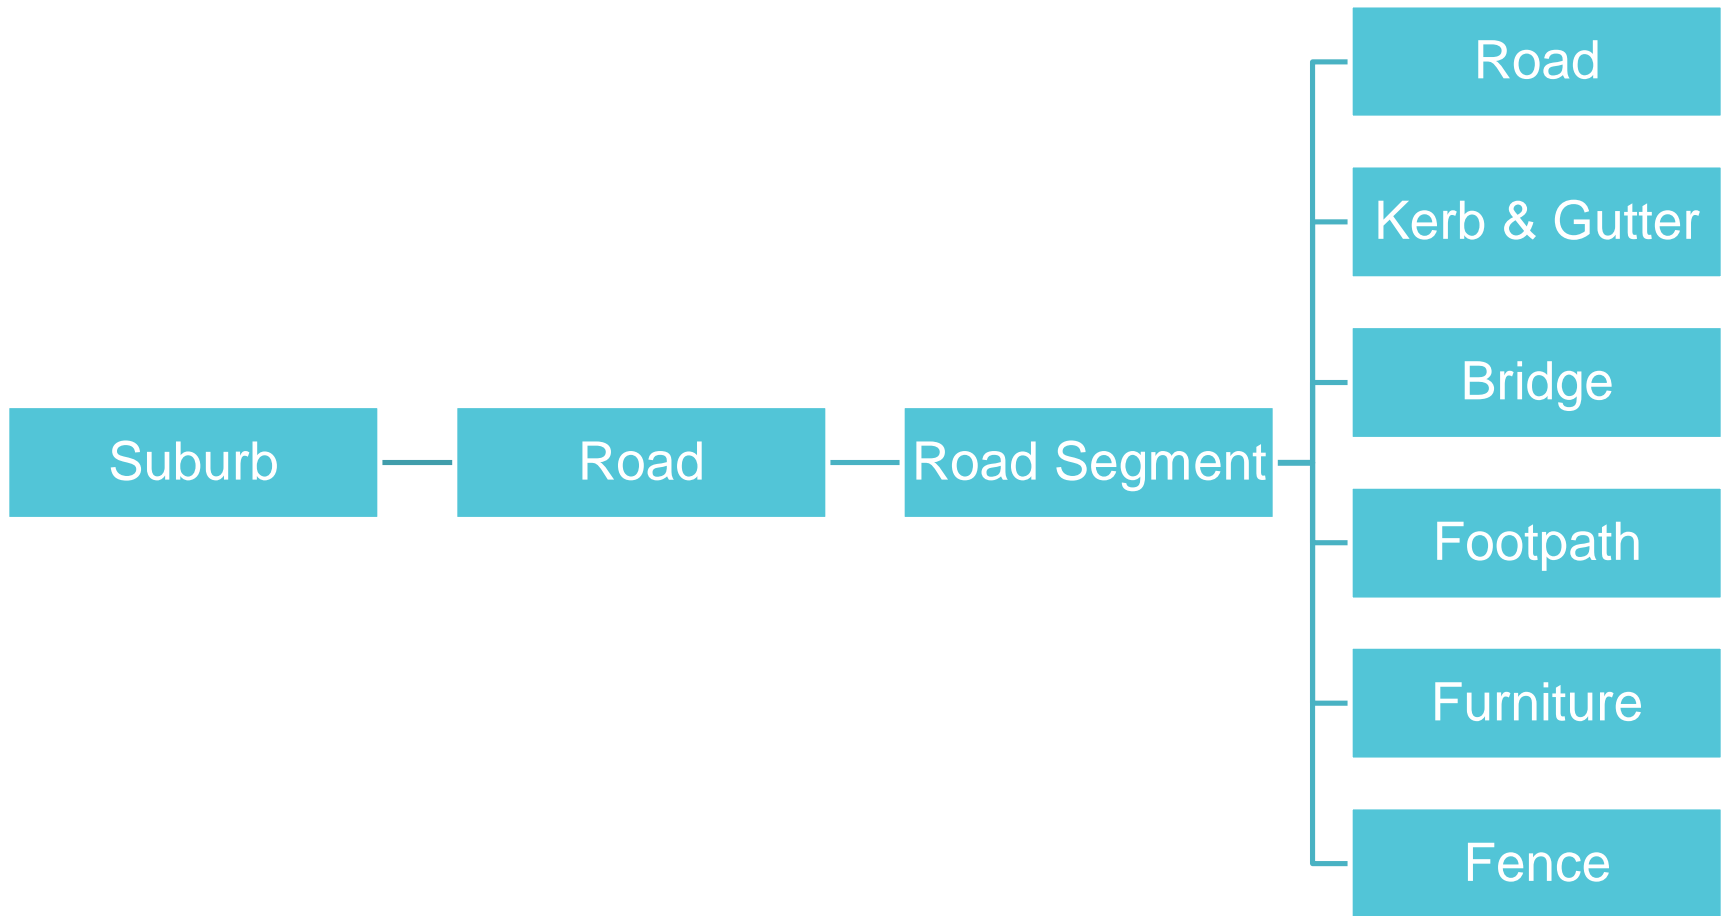 Suburb
Road
Road Segment
Road
Kerb & Gutter
Bridge
Footpath
Furniture
Fence